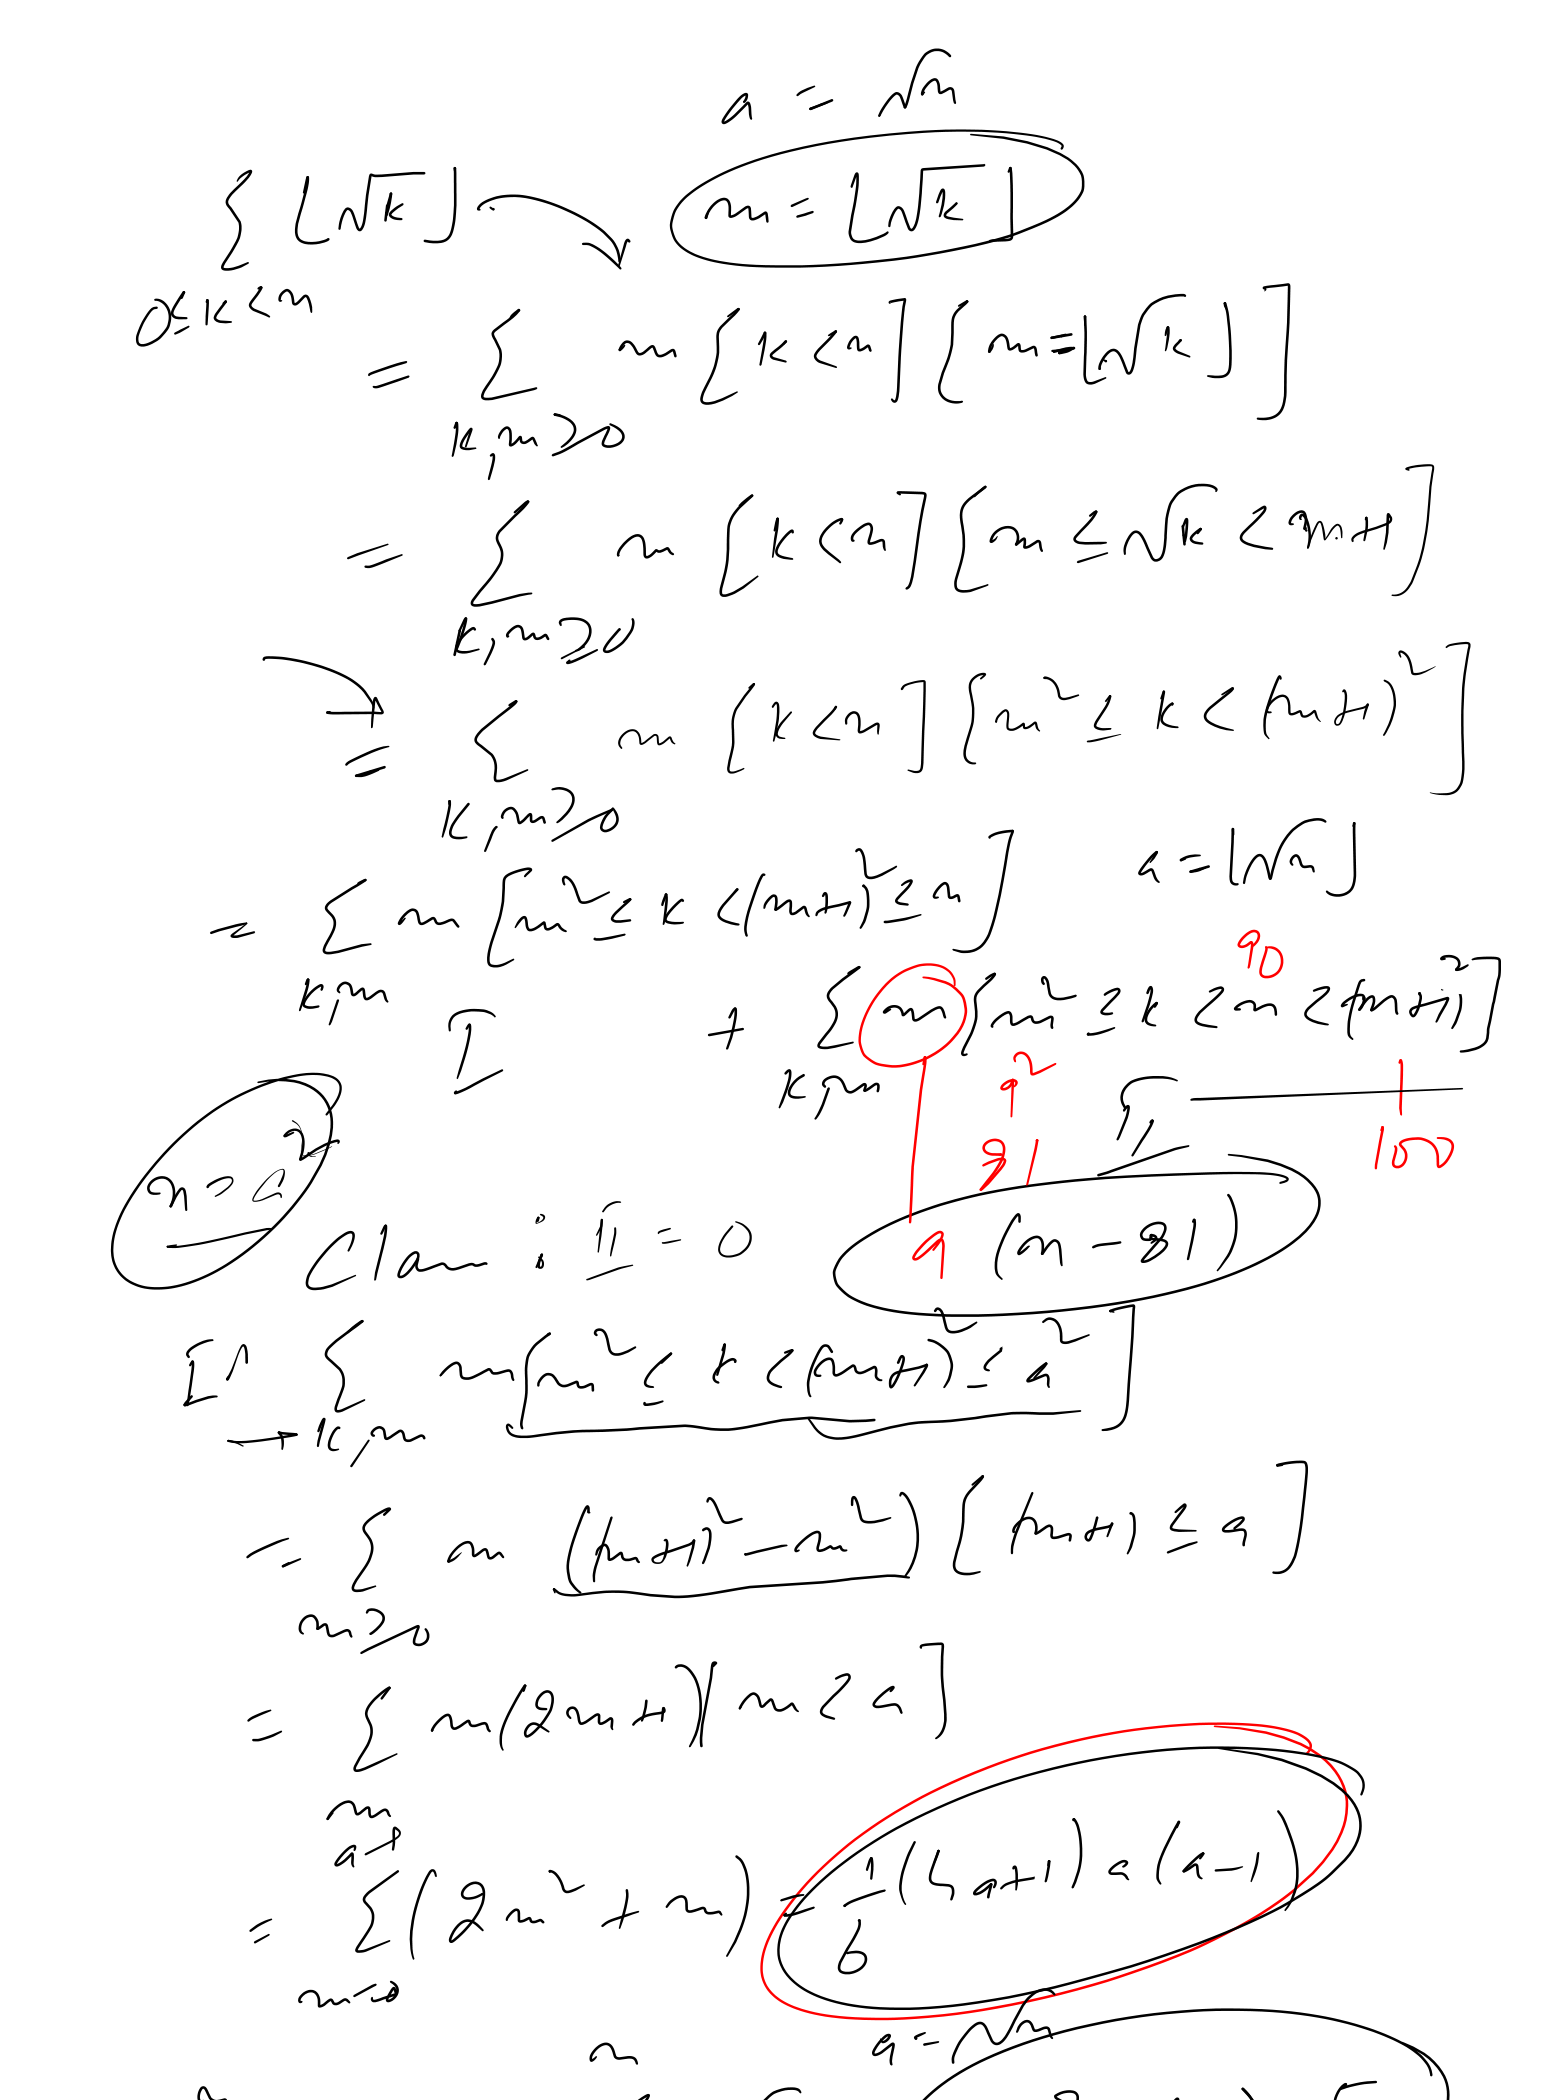 a = √n
Σ ⌊√k⌋ m = ⌊√k⌋
0≤k<n
= Σ m [k<n] [m=⌊√k⌋]
k,m≥0
= Σ m [k<n] [m ≤ √k < m+1]
k,m≥0
= Σ m [k<n] [m² ≤ k < (m+1)²]
k,m≥0
= Σ m [m² ≤ k < (m+1)² ≤ n] a = ⌊√n⌋
k,m
90
+ Σ m [m² ≤ k < n < (m+1)²]
k,m
I
9²
II
81
100
n = a²
Clam : II = 0
9 (n - 81)
I Σ m [m² ≤ k < (m+1)² ≤ a²]
→ k,m
= Σ m ((m+1)² - m²) [(m+1) ≤ a]
m≥0
= Σ m(2m+1) [m < a]
m
a-1
= Σ (2m² + m) = 1/6 (4a+1) a (a-1)
m=0
a = √n
n